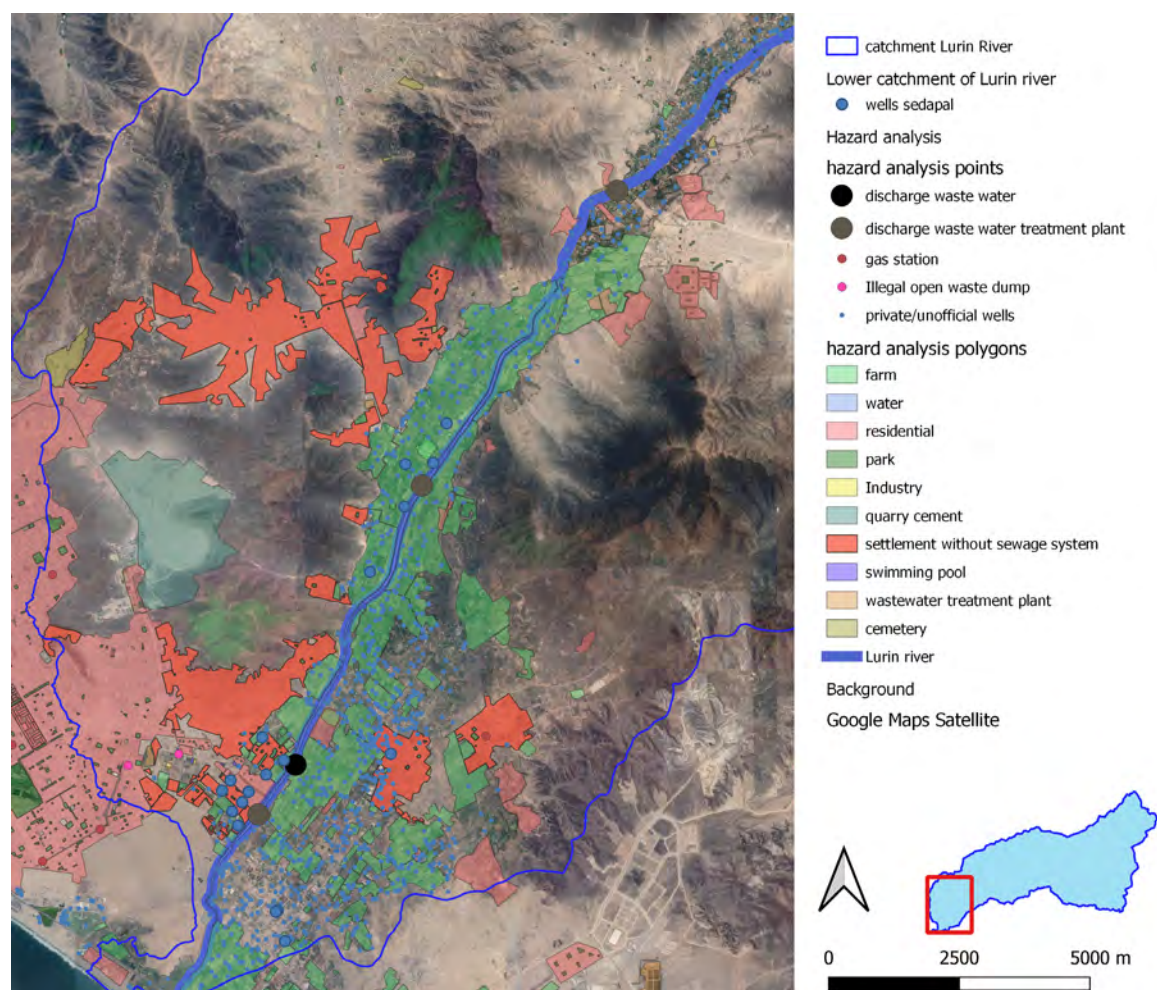 catchment Lurin River
Lower catchment of Lurin river
wells sedapal
Hazard analysis
hazard analysis points
discharge waste water
discharge waste water treatment plant
gas station
Illegal open waste dump
private/unofficial wells
hazard analysis polygons
farm
water
residential
park
Industry
quarry cement
settlement without sewage system
swimming pool
wastewater treatment plant
cemetery
Lurin river
Background
Google Maps Satellite
0 2500 5000 m